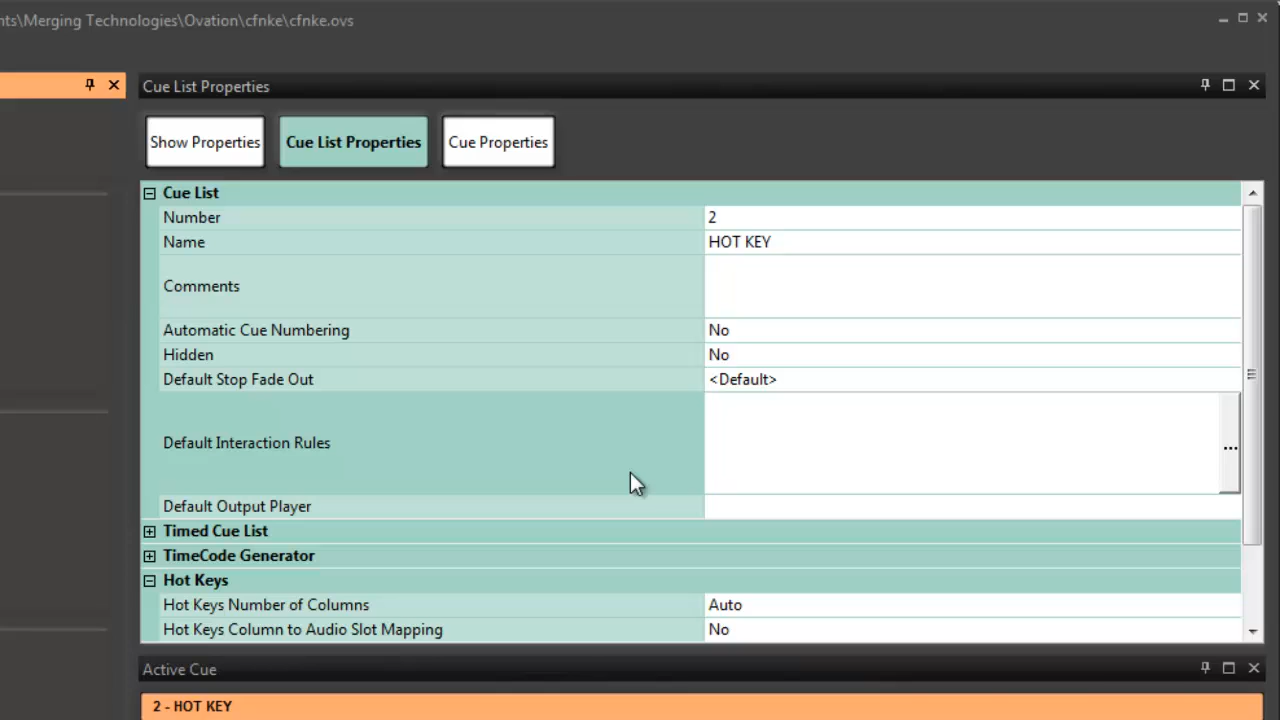 nts\Merging Technologies\Ovation\cfnke\cfnke.ovs
Cue List Properties
Show Properties Cue List Properties Cue Properties
Cue List
Number 2
Name HOT KEY
Comments
Automatic Cue Numbering No
Hidden No
Default Stop Fade Out <Default>
Default Interaction Rules ...
Default Output Player
Timed Cue List
TimeCode Generator
Hot Keys
Hot Keys Number of Columns Auto
Hot Keys Column to Audio Slot Mapping No
Active Cue
2 - HOT KEY